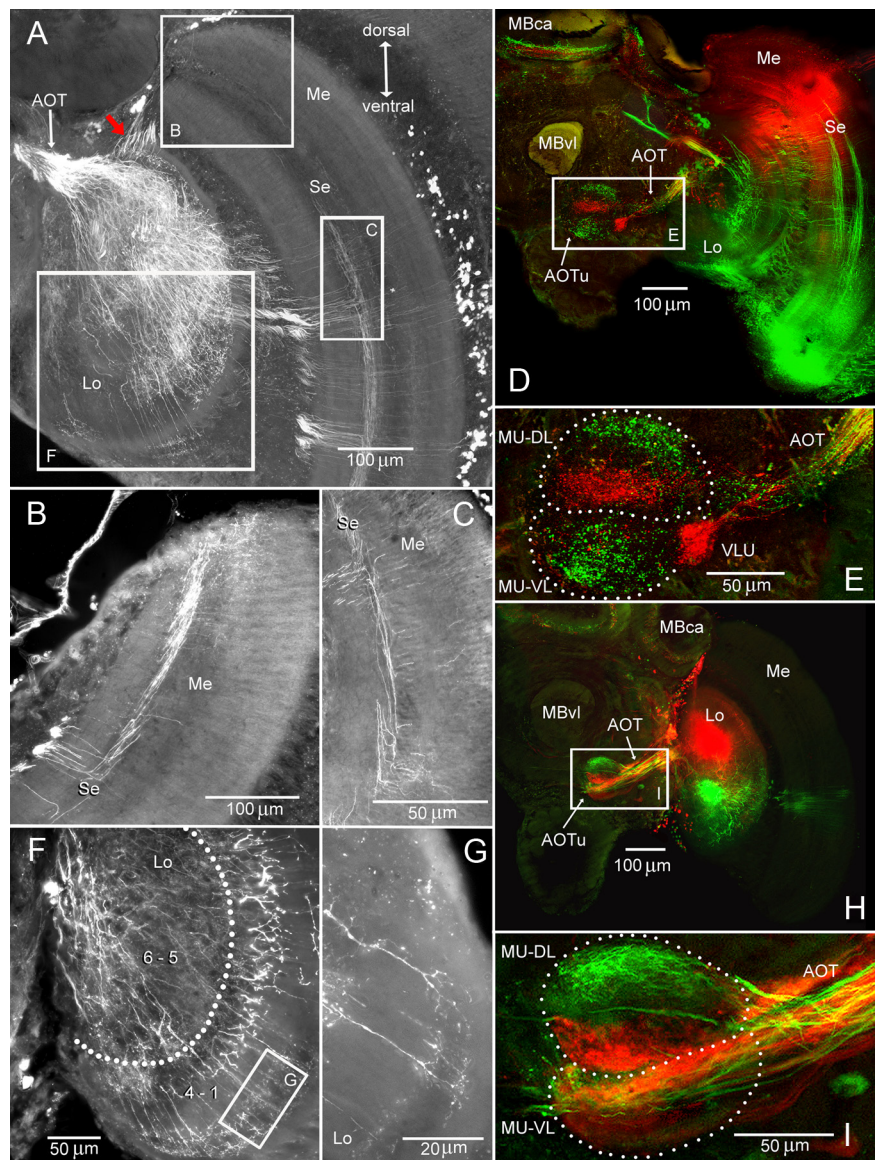 A
dorsal
ventral
AOT
Me
B
Se
C
Lo
F
100 μm
MBca
Me
Se
MBvl
AOT
E
AOTu
Lo
100 μm
D
MU-DL
AOT
VLU
MU-VL
50 μm
E
B
Me
Se
100 μm
C
Se
Me
50 μm
MBca
Me
MBvl
Lo
AOT
I
AOTu
100 μm
H
F
Lo
6 - 5
G
4 - 1
50 μm
G
Lo
20 μm
MU-DL
AOT
MU-VL
50 μm
I